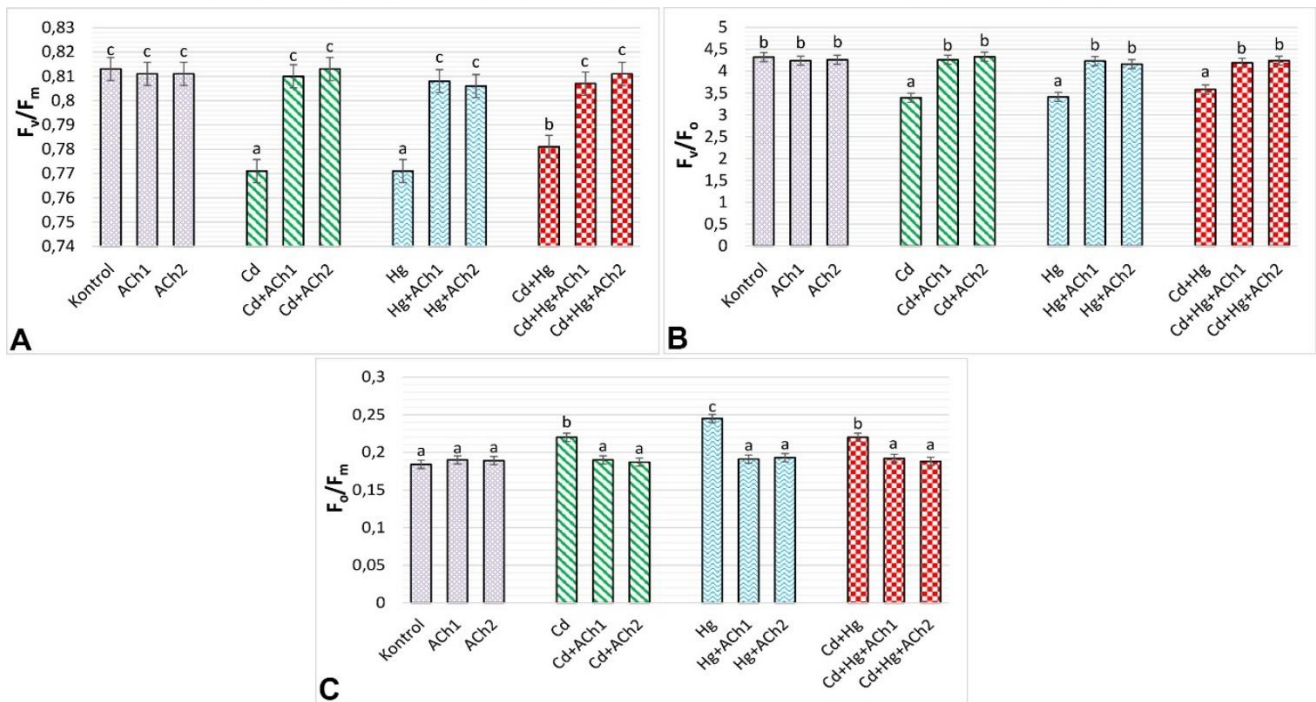 0,83
0,82
0,81
0,8
0,79
0,78
0,77
0,76
0,75
0,74
Fv/Fm
c c c a c c a c c b c c
Kontrol ACh1 ACh2 Cd Cd+ACh1 Cd+ACh2 Hg Hg+ACh1 Hg+ACh2 Cd+Hg Cd+Hg+ACh1 Cd+Hg+ACh2
A
5
4,5
4
3,5
3
2,5
2
1,5
1
0,5
0
Fv/Fo
b b b a b b a b b a b b
Kontrol ACh1 ACh2 Cd Cd+ACh1 Cd+ACh2 Hg Hg+ACh1 Hg+ACh2 Cd+Hg Cd+Hg+ACh1 Cd+Hg+ACh2
B
0,3
0,25
0,2
0,15
0,1
0,05
0
Fo/Fm
a a a b a a c a a b a a
Kontrol ACh1 ACh2 Cd Cd+ACh1 Cd+ACh2 Hg Hg+ACh1 Hg+ACh2 Cd+Hg Cd+Hg+ACh1 Cd+Hg+ACh2
C